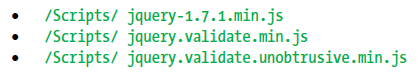 • /Scripts/ jquery-1.7.1.min.js
• /Scripts/ jquery.validate.min.js
• /Scripts/ jquery.validate.unobtrusive.min.js